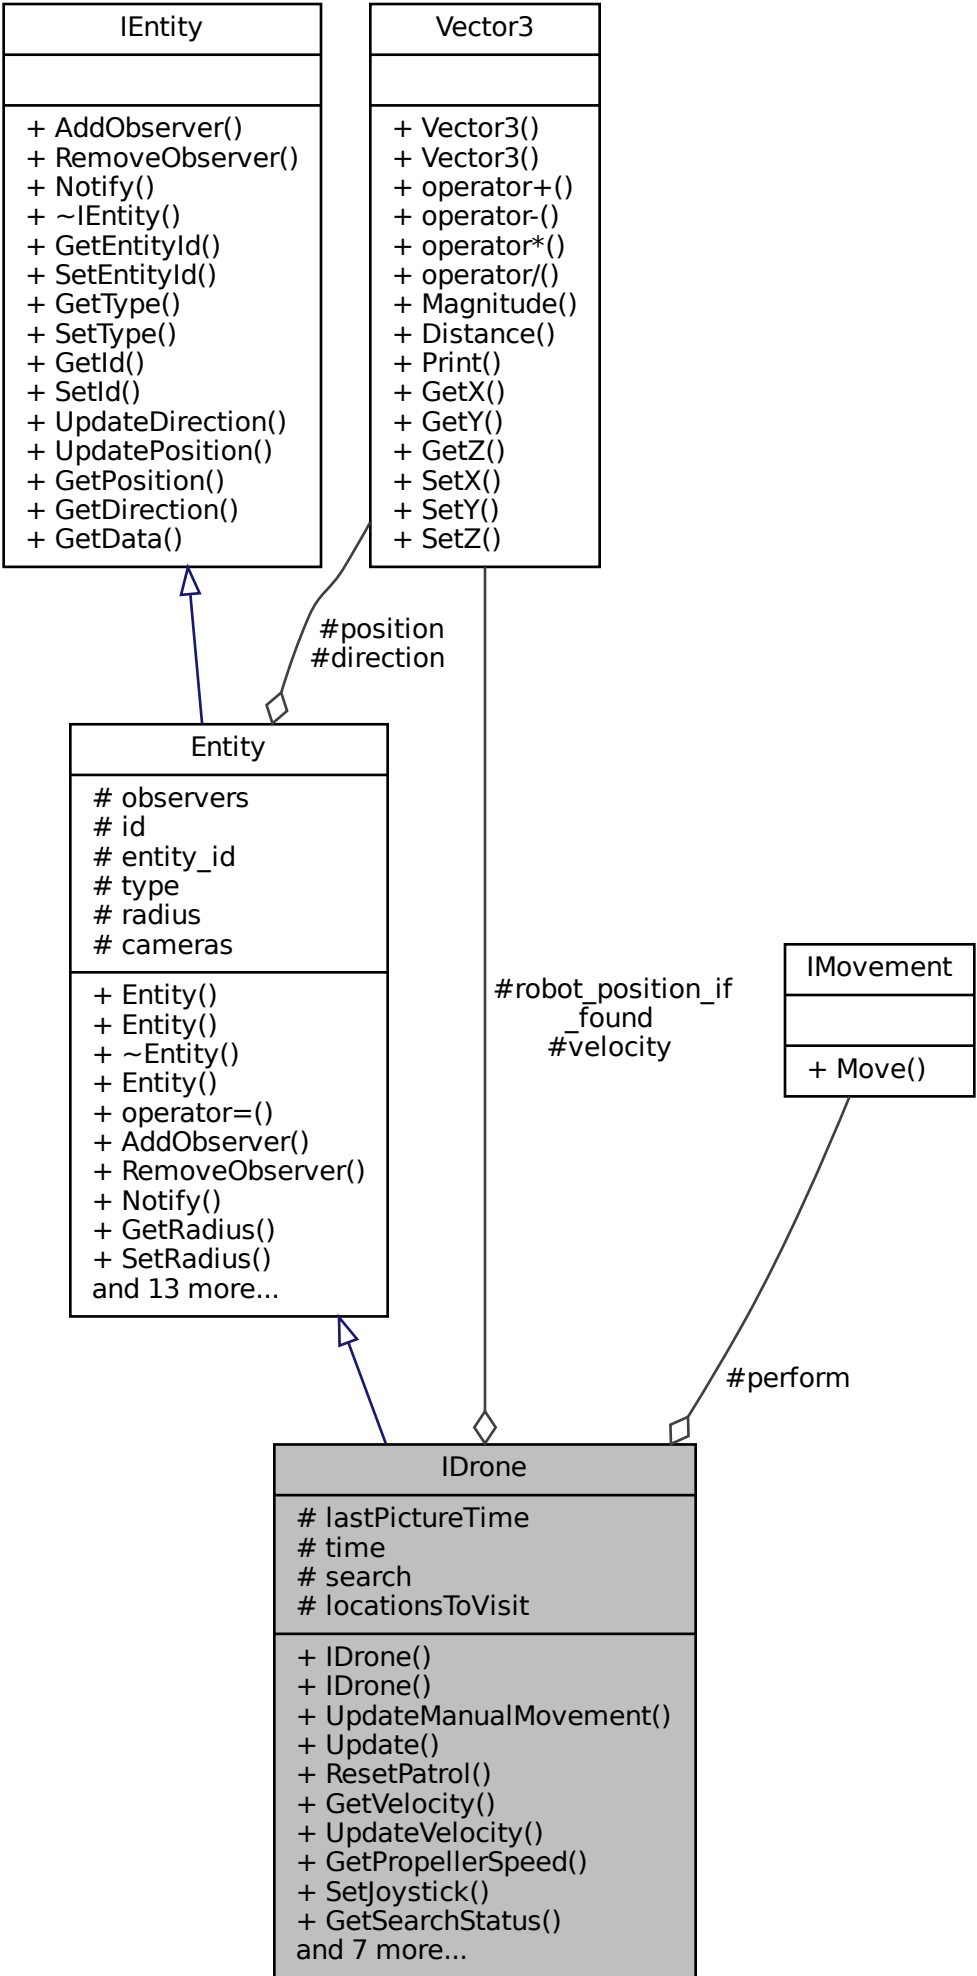 IEntity
+ AddObserver()
+ RemoveObserver()
+ Notify()
+ ~IEntity()
+ GetEntityId()
+ SetEntityId()
+ GetType()
+ SetType()
+ GetId()
+ SetId()
+ UpdateDirection()
+ UpdatePosition()
+ GetPosition()
+ GetDirection()
+ GetData()
Vector3
+ Vector3()
+ Vector3()
+ operator+()
+ operator-()
+ operator*()
+ operator/()
+ Magnitude()
+ Distance()
+ Print()
+ GetX()
+ GetY()
+ GetZ()
+ SetX()
+ SetY()
+ SetZ()
#position
#direction
Entity
# observers
# id
# entity_id
# type
# radius
# cameras
+ Entity()
+ Entity()
+ ~Entity()
+ Entity()
+ operator=()
+ AddObserver()
+ RemoveObserver()
+ Notify()
+ GetRadius()
+ SetRadius()
and 13 more...
#robot_position_if
_found
#velocity
IMovement
+ Move()
#perform
IDrone
# lastPictureTime
# time
# search
# locationsToVisit
+ IDrone()
+ IDrone()
+ UpdateManualMovement()
+ Update()
+ ResetPatrol()
+ GetVelocity()
+ UpdateVelocity()
+ GetPropellerSpeed()
+ SetJoystick()
+ GetSearchStatus()
and 7 more...